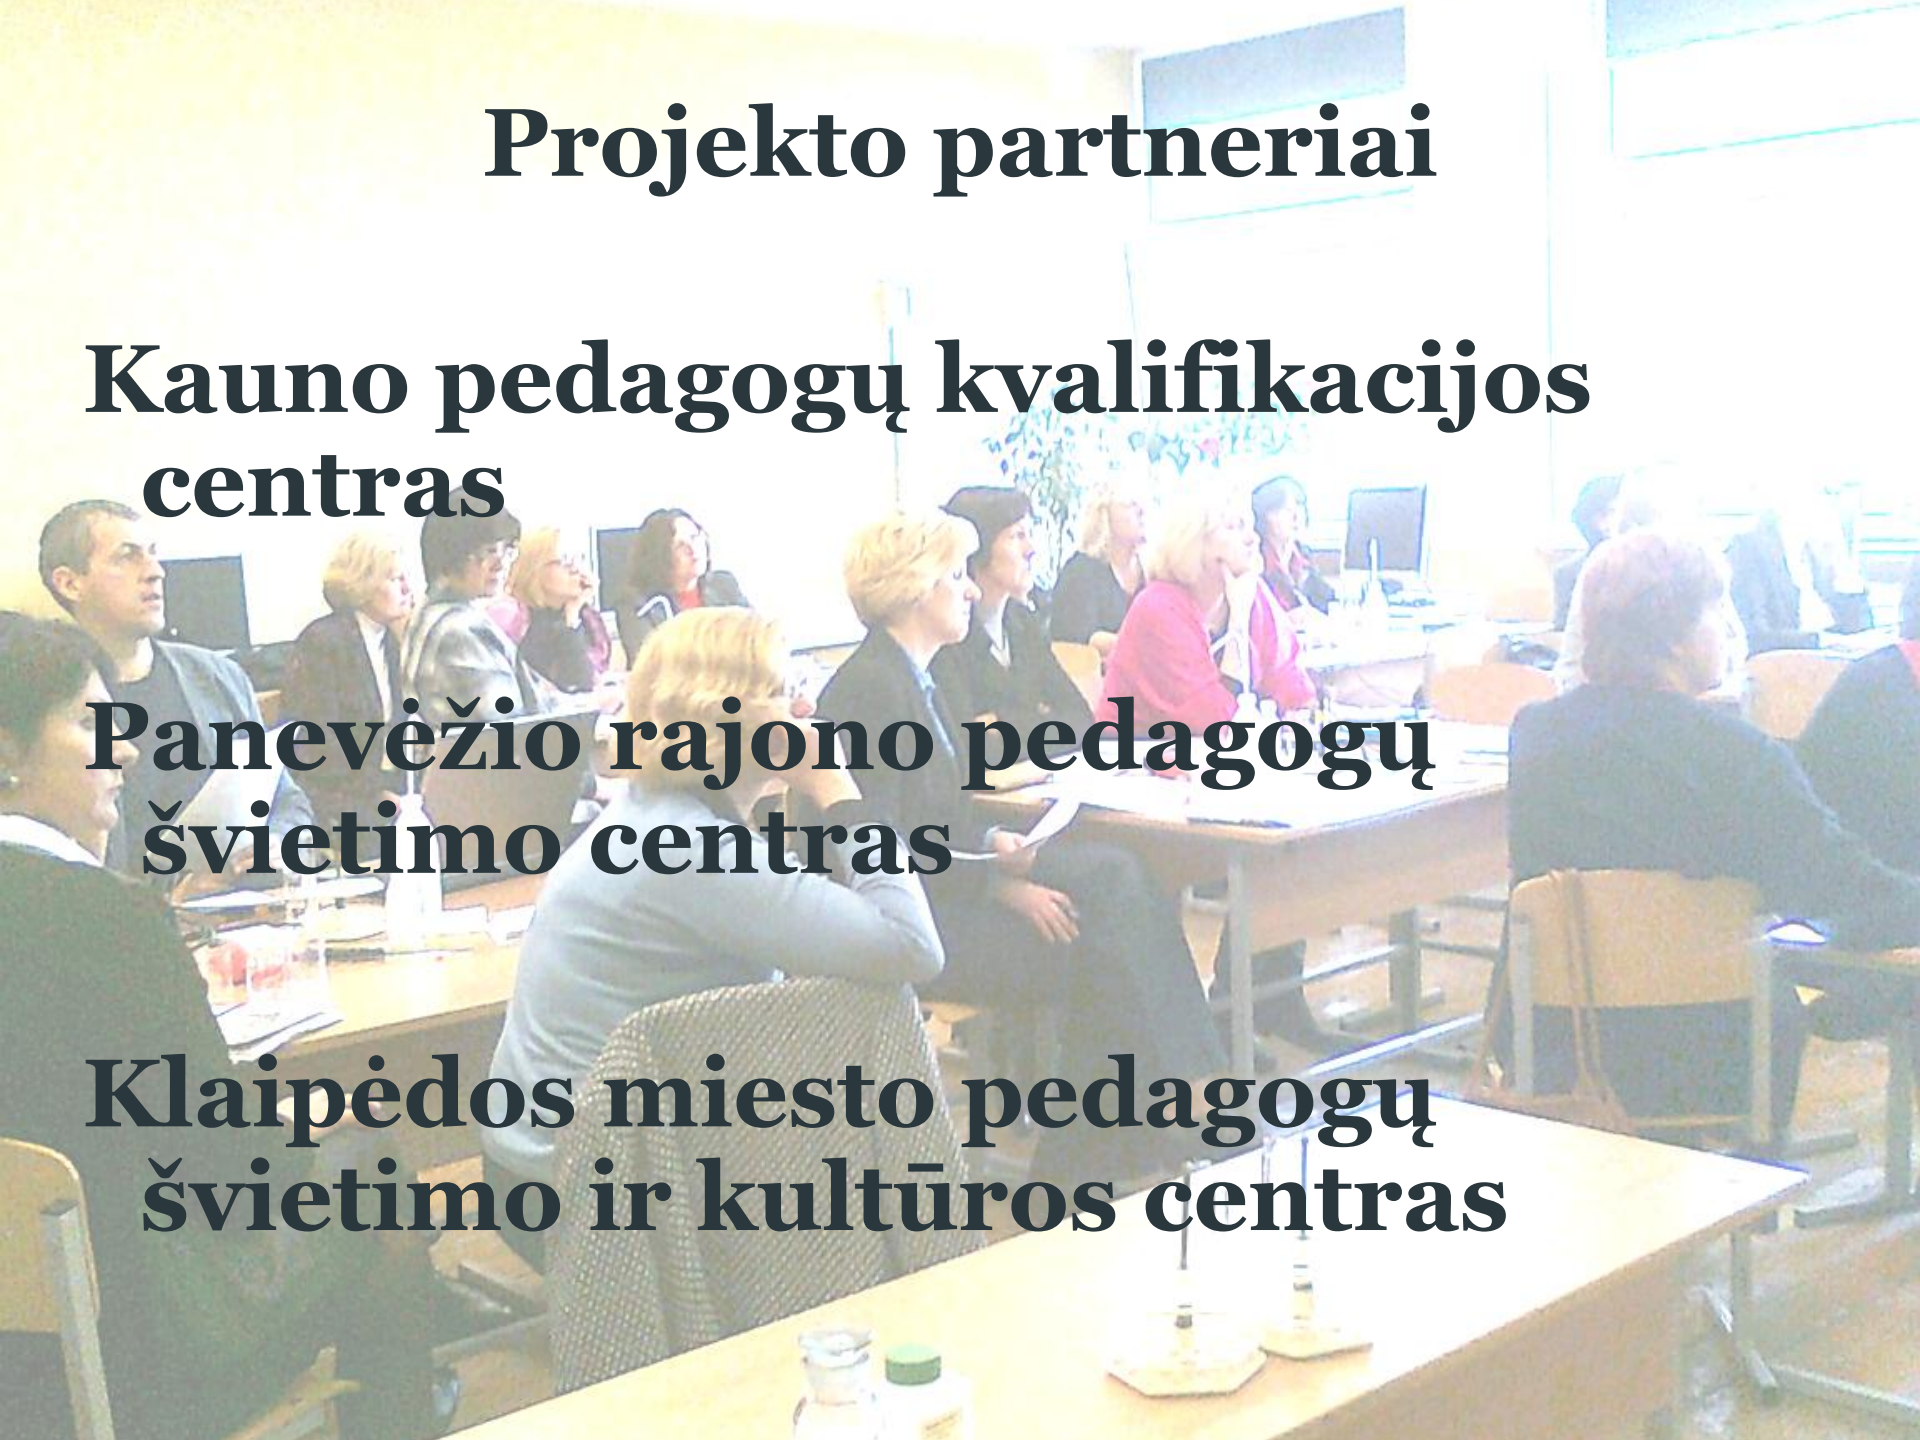 Projekto partneriai
Kauno pedagogų kvalifikacijos
centras
Panevėžio rajono pedagogų
švietimo centras
Klaipėdos miesto pedagogų
švietimo ir kultūros centras